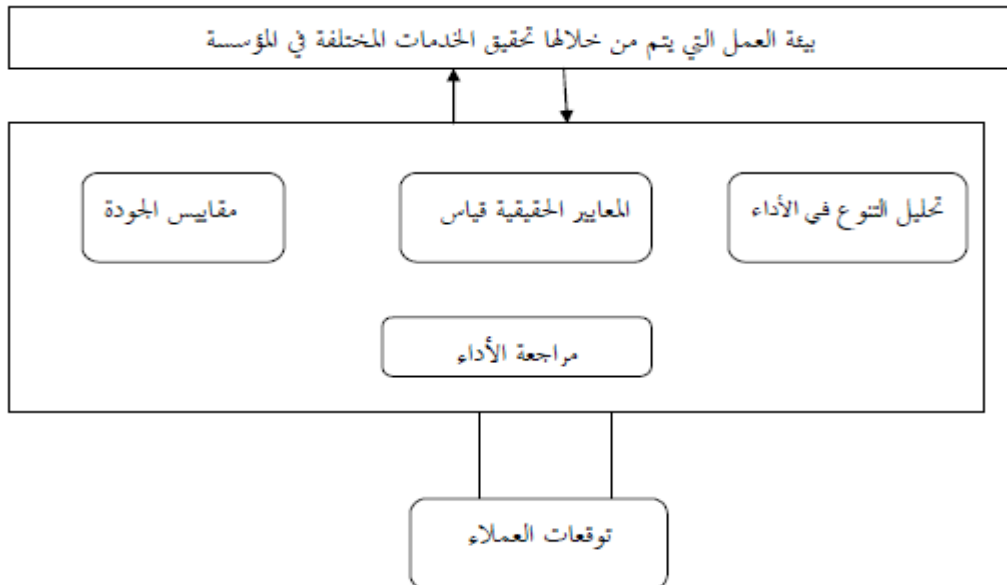 بيئة العمل التي يتم من خلالها تحقيق الخدمات المختلفة في المؤسسة
تحليل التنوع في الأداء
المعايير الحقيقية قياس
مقاييس الجودة
مراجعة الأداء
توقعات العملاء